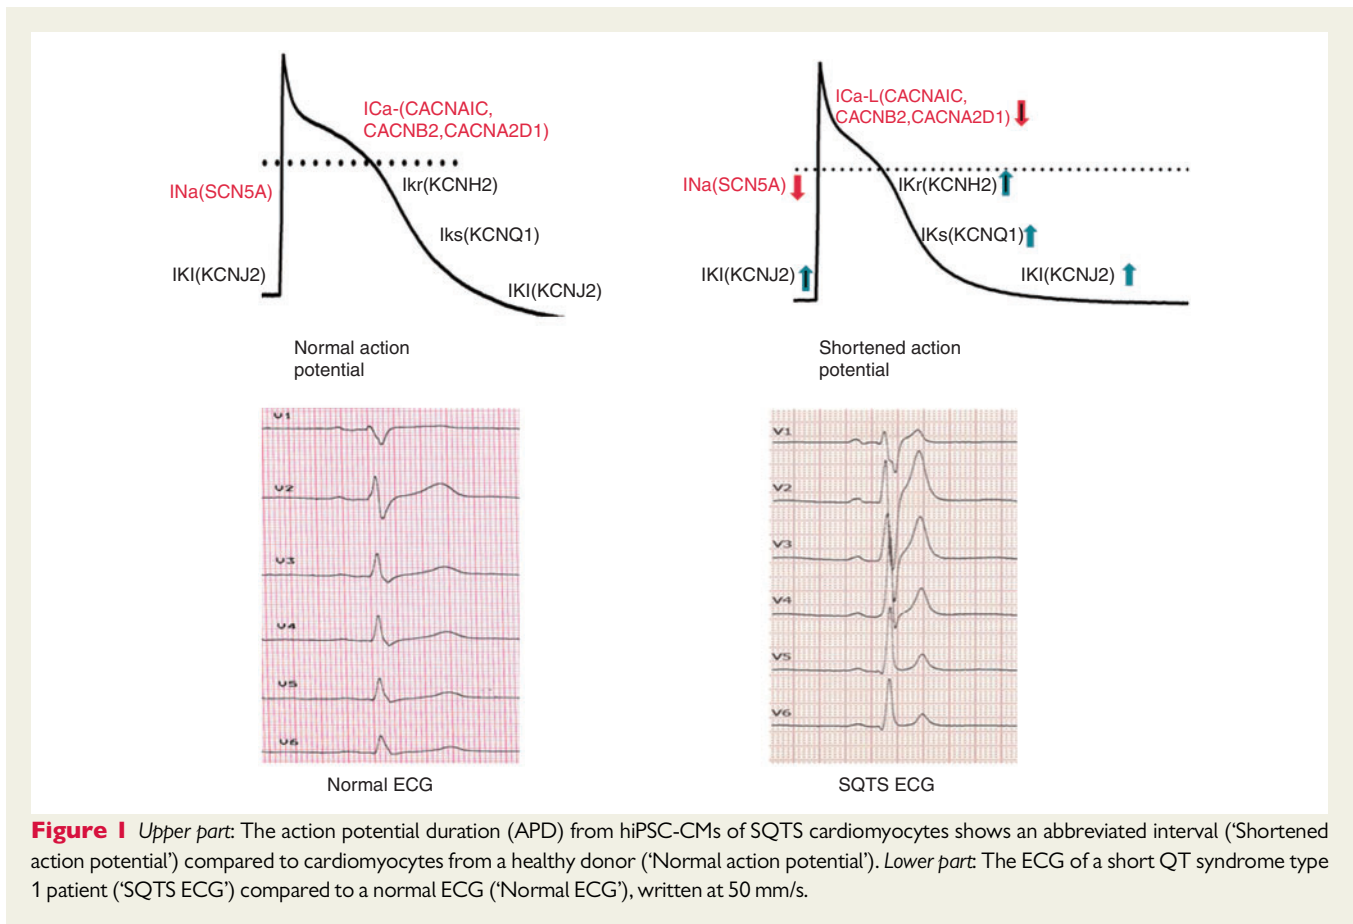 ICa-(CACNAIC,
CACNB2,CACNA2D1)
INa(SCN5A)
Ikr(KCNH2)
Iks(KCNQ1)
IKI(KCNJ2)
IKI(KCNJ2)
Normal action
potential
ICa-L(CACNAIC,
CACNB2,CACNA2D1)
INa(SCN5A)
IKr(KCNH2)
IKs(KCNQ1)
IKI(KCNJ2)
IKI(KCNJ2)
Shortened action
potential
V1
V2
V3
V4
V5
V6
Normal ECG
V1
V2
V3
V4
V5
V6
SQTS ECG
Figure 1 Upper part: The action potential duration (APD) from hiPSC-CMs of SQTS cardiomyocytes shows an abbreviated interval (‘Shortened
action potential’) compared to cardiomyocytes from a healthy donor (‘Normal action potential’). Lower part: The ECG of a short QT syndrome type
1 patient (‘SQTS ECG’) compared to a normal ECG (‘Normal ECG’), written at 50 mm/s.